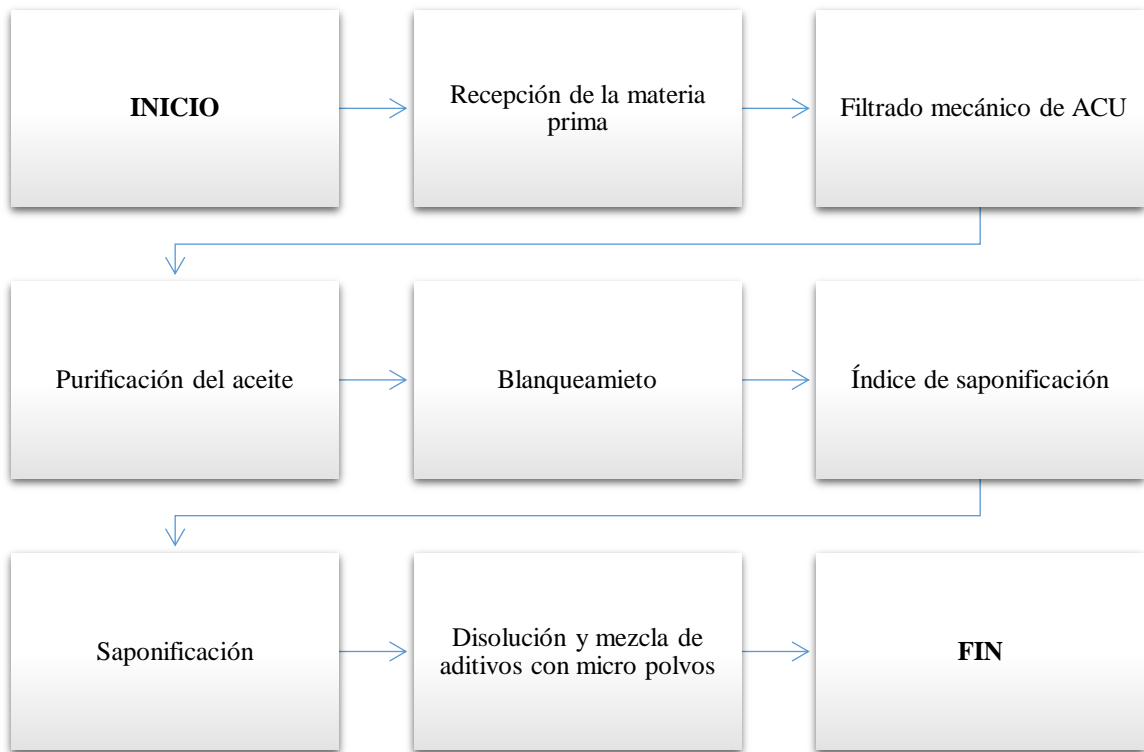 INICIO
Recepción de la materia
prima
Filtrado mecánico de ACU
Purificación del aceite
Blanqueamieto
Índice de saponificación
Saponificación
Disolución y mezcla de
aditivos con micro polvos
FIN